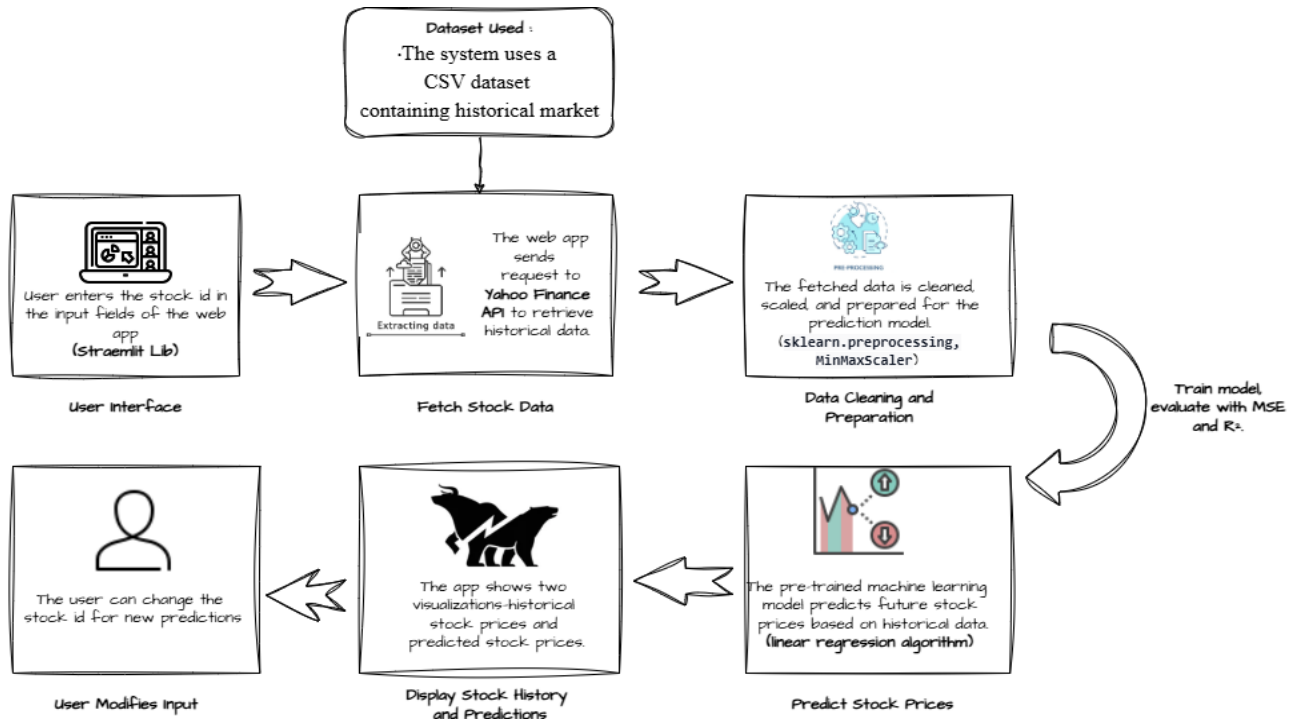 Dataset Used :
·The system uses a
CSV dataset
containing historical market
User enters the stock id in
the input fields of the web
app
(Straemlit Lib)
User Interface
Extracting data
The web app
sends
request to
Yahoo Finance
API to retrieve
historical data.
Fetch Stock Data
PRE-PROCESSING
The fetched data is cleaned,
scaled, and prepared for the
prediction model.
(sklearn.preprocessing,
MinMaxScaler)
Data Cleaning and
Preparation
Train model,
evaluate with MSE
and R².
The user can change the
stock id for new predictions
User Modifies Input
The app shows two
visualizations-historical
stock prices and
predicted stock prices.
Display Stock History
and Predictions
The pre-trained machine learning
model predicts future stock
prices based on historical data.
(linear regression algorithm)
Predict Stock Prices